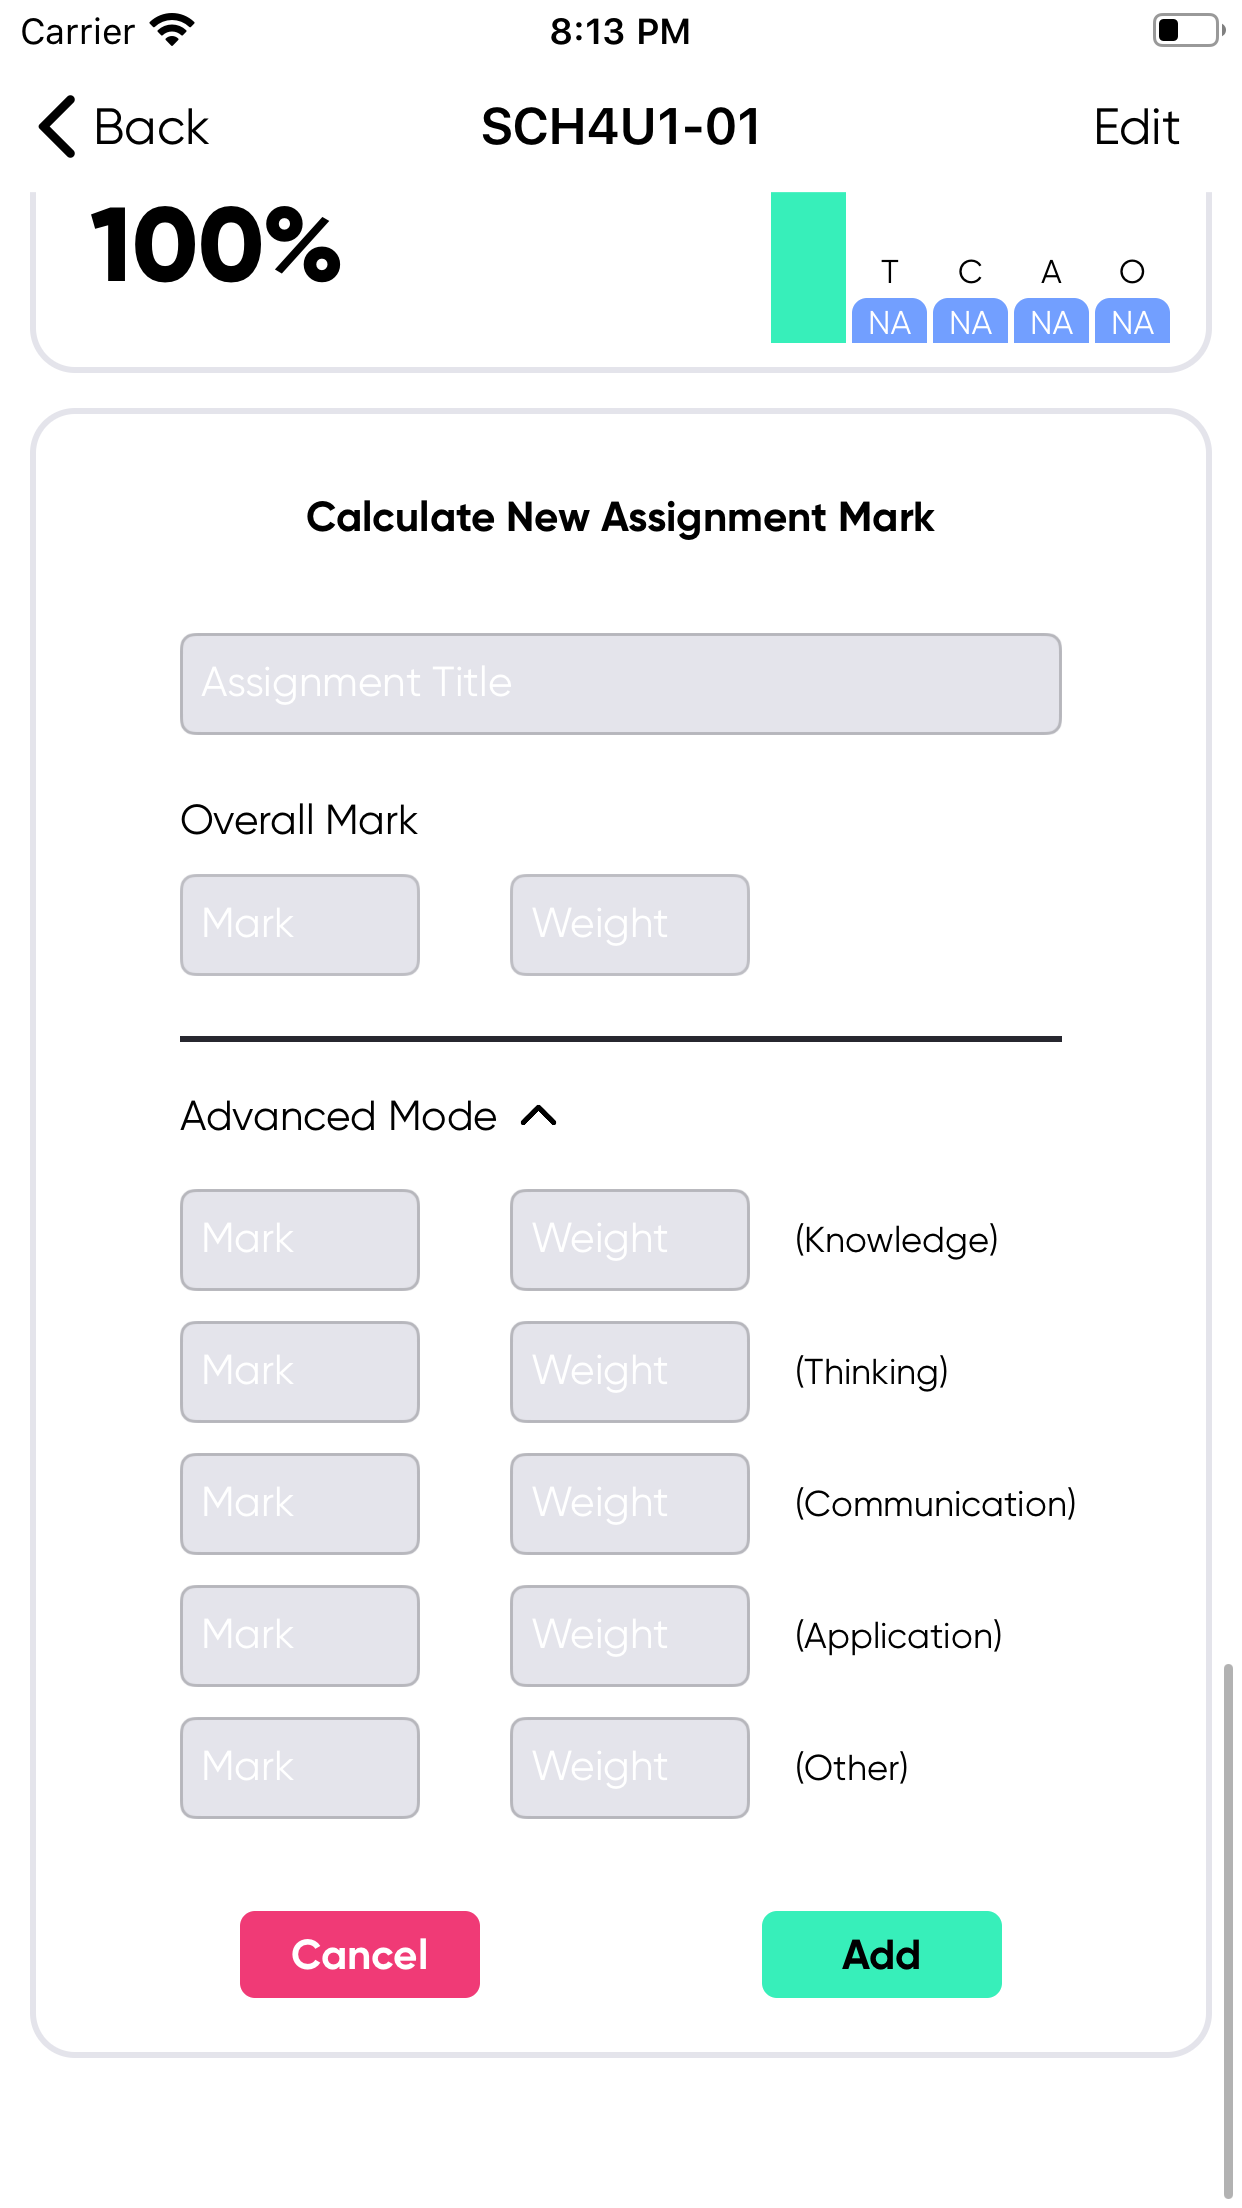 Carrier 8:13 PM
Back SCH4U1-01 Edit
100%
T C A O
NA NA NA NA
Calculate New Assignment Mark
Assignment Title
Overall Mark
Mark Weight
Advanced Mode
Mark Weight (Knowledge)
Mark Weight (Thinking)
Mark Weight (Communication)
Mark Weight (Application)
Mark Weight (Other)
Cancel Add